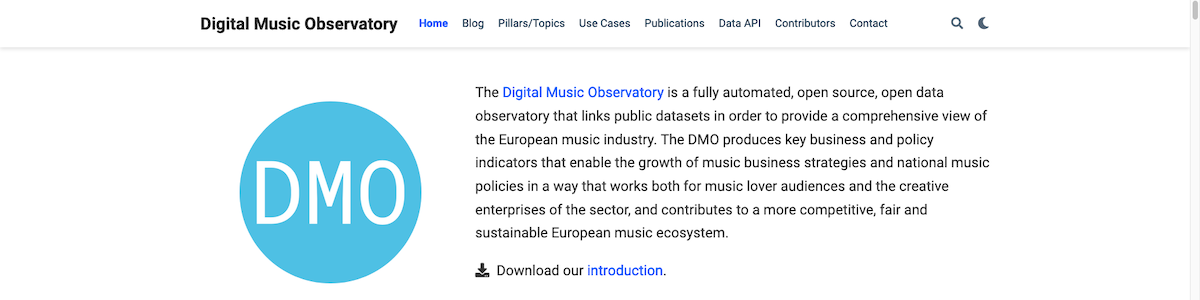 Digital Music Observatory Home Blog Pillars/Topics Use Cases Publications Data API Contributors Contact
DMO
The Digital Music Observatory is a fully automated, open source, open data
observatory that links public datasets in order to provide a comprehensive view of
the European music industry. The DMO produces key business and policy
indicators that enable the growth of music business strategies and national music
policies in a way that works both for music lover audiences and the creative
enterprises of the sector, and contributes to a more competitive, fair and
sustainable European music ecosystem.
Download our introduction.